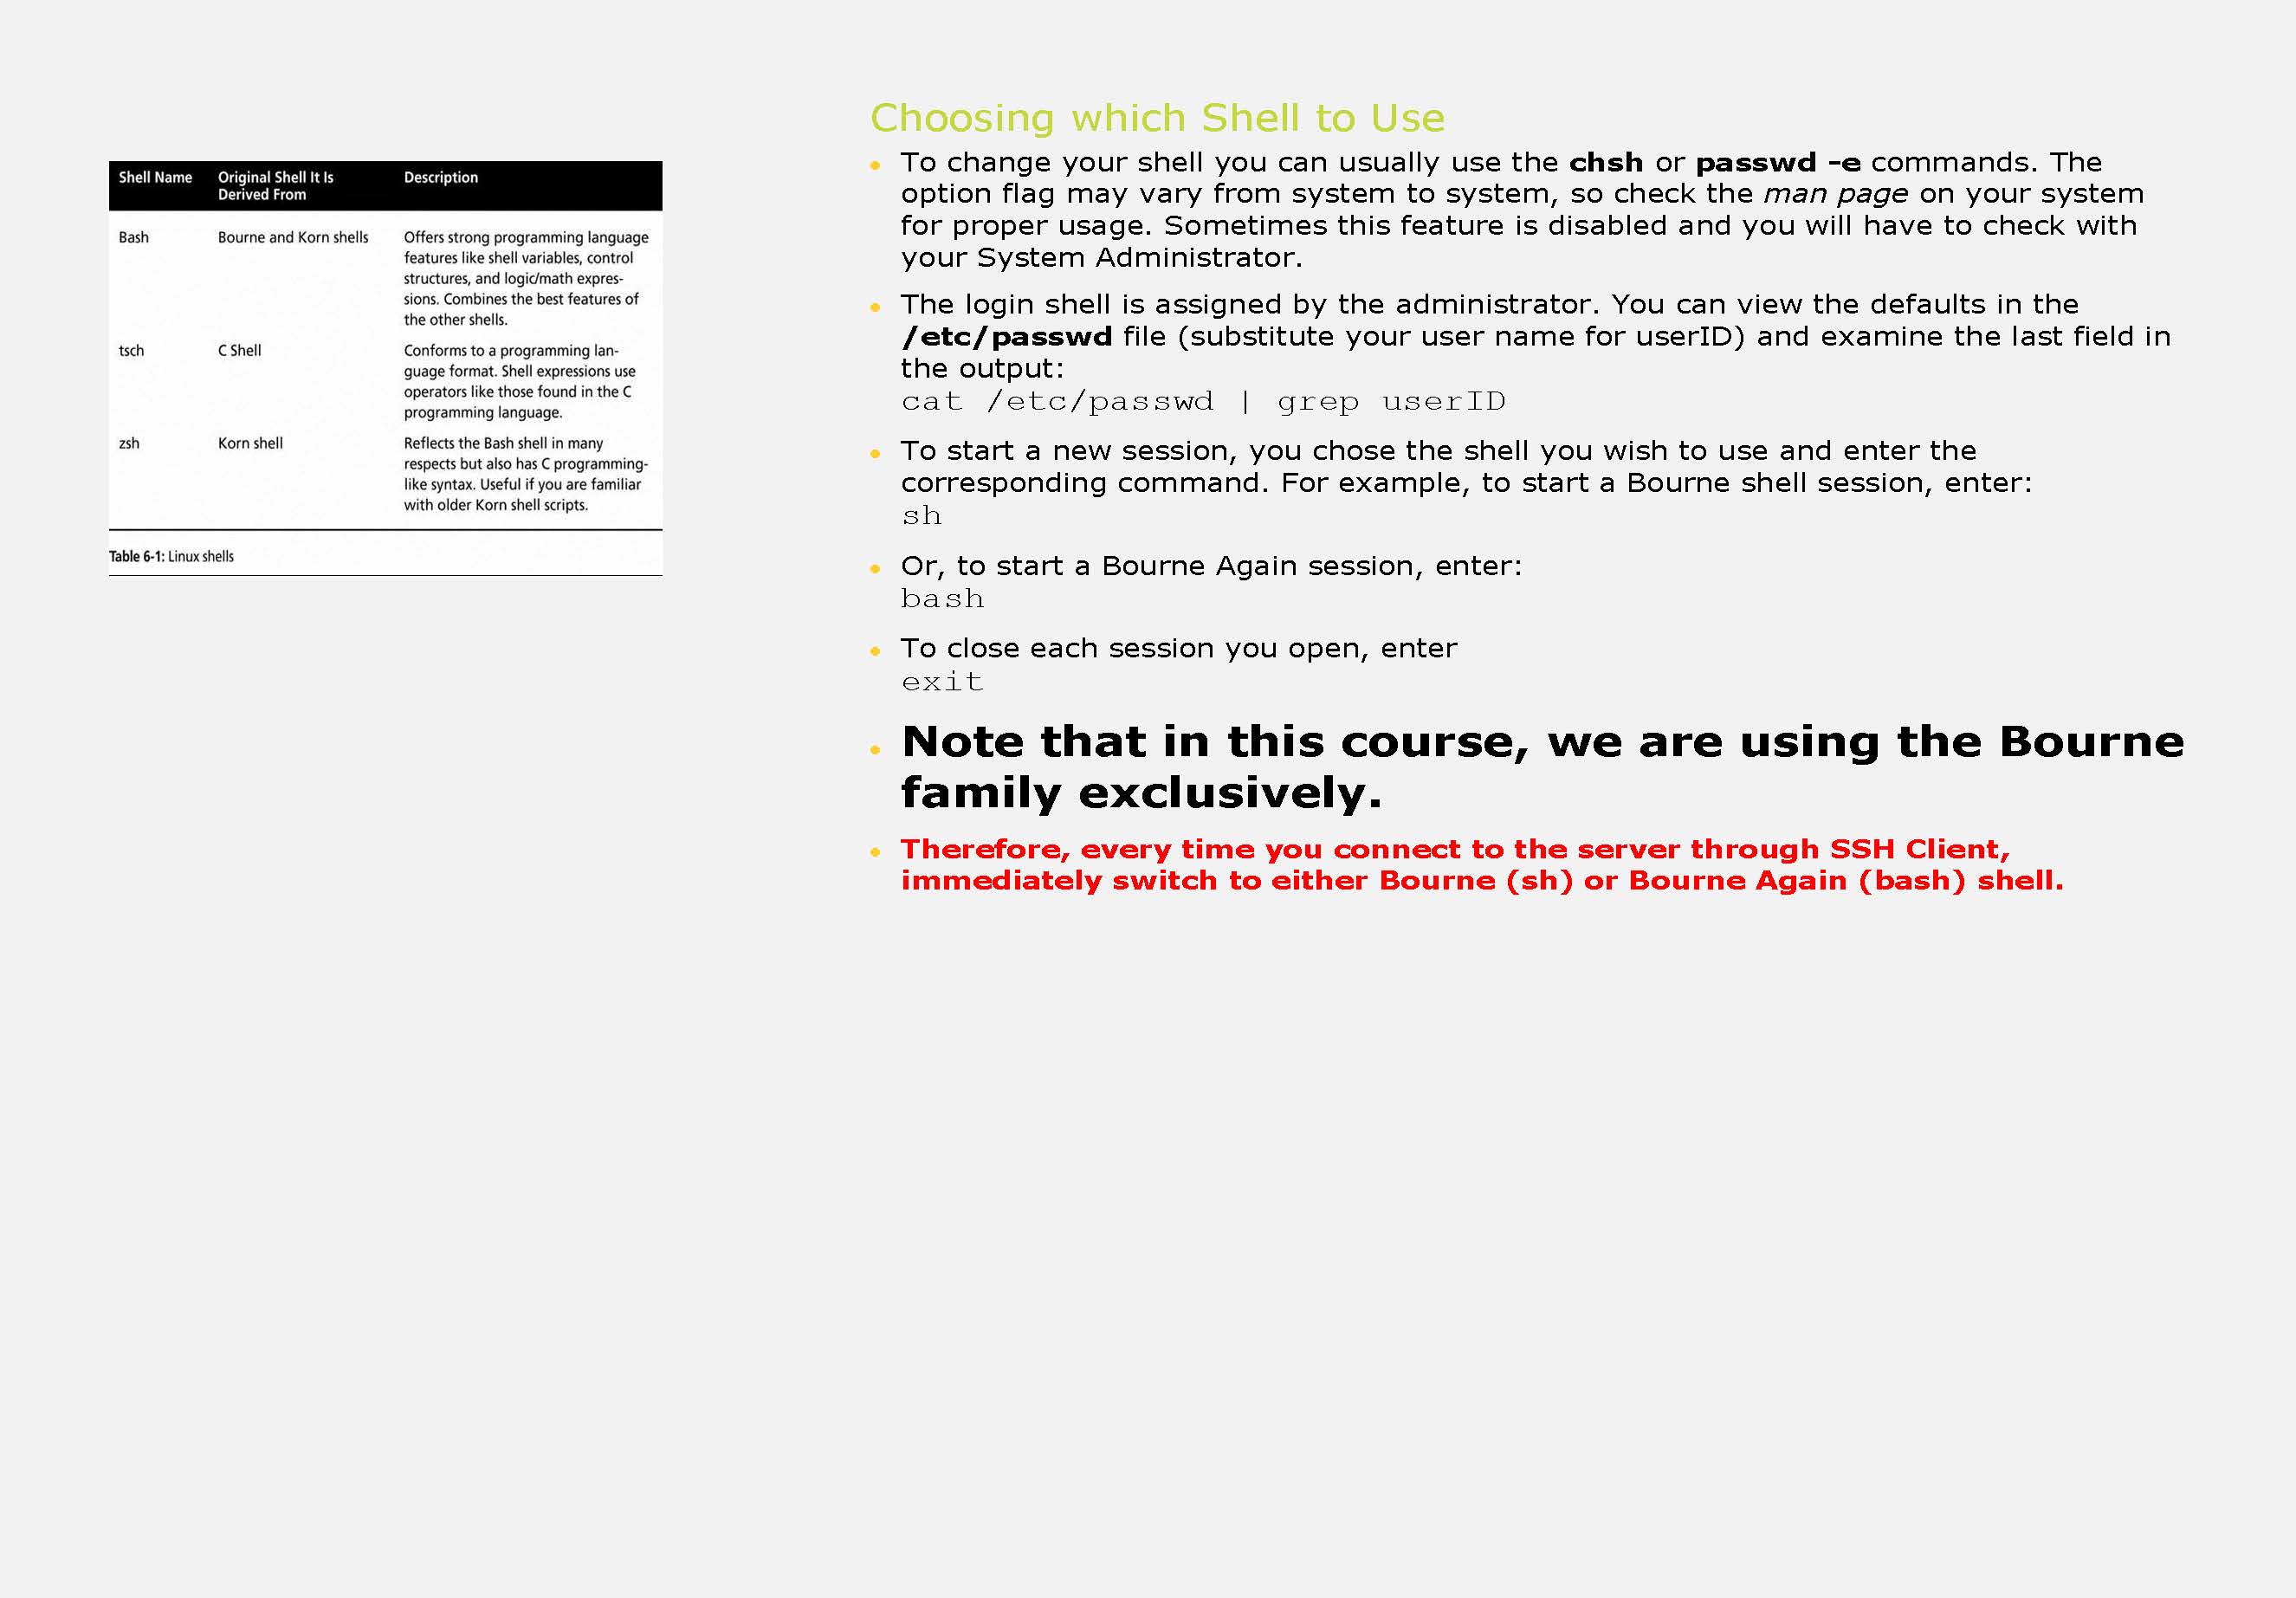 Shell Name Original Shell It Is Description
Derived From
Bash Bourne and Korn shells Offers strong programming language
features like shell variables, control
structures, and logic/math expres-
sions. Combines the best features of
the other shells.
tsch C Shell Conforms to a programming lan-
guage format. Shell expressions use
operators like those found in the C
programming language.
zsh Korn shell Reflects the Bash shell in many
respects but also has C programming-
like syntax. Useful if you are familiar
with older Korn shell scripts.
Table 6-1: Linux shells
Choosing which Shell to Use
• To change your shell you can usually use the chsh or passwd -e commands. The
option flag may vary from system to system, so check the man page on your system
for proper usage. Sometimes this feature is disabled and you will have to check with
your System Administrator.
• The login shell is assigned by the administrator. You can view the defaults in the
/etc/passwd file (substitute your user name for userID) and examine the last field in
the output:
cat /etc/passwd | grep userID
• To start a new session, you chose the shell you wish to use and enter the
corresponding command. For example, to start a Bourne shell session, enter:
sh
• Or, to start a Bourne Again session, enter:
bash
• To close each session you open, enter
exit
• Note that in this course, we are using the Bourne
family exclusively.
• Therefore, every time you connect to the server through SSH Client,
immediately switch to either Bourne (sh) or Bourne Again (bash) shell.